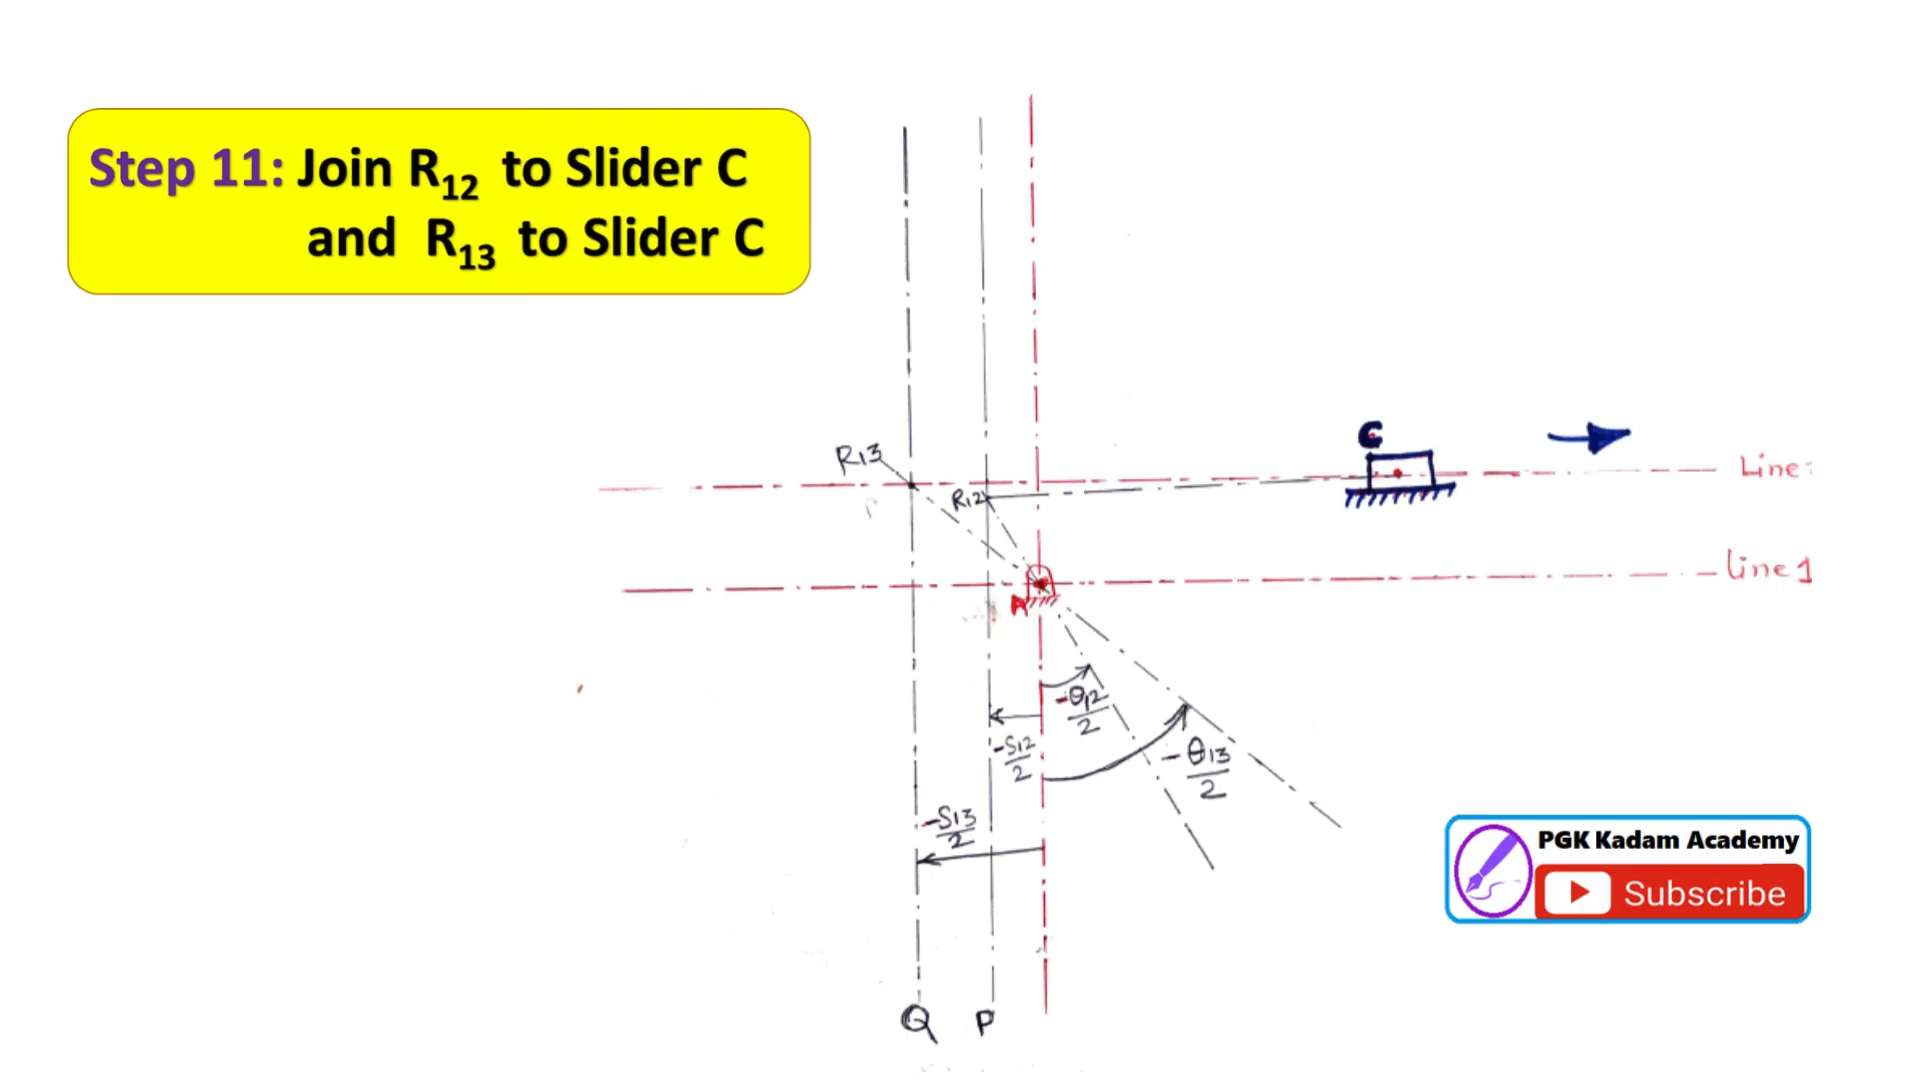 Step 11: Join R12 to Slider C
and R13 to Slider C
C
R13
Line
R12
Line 1
A
-θ12/2
-S12/2
-θ13/2
-S13/2
PGK Kadam Academy
Subscribe
Q P